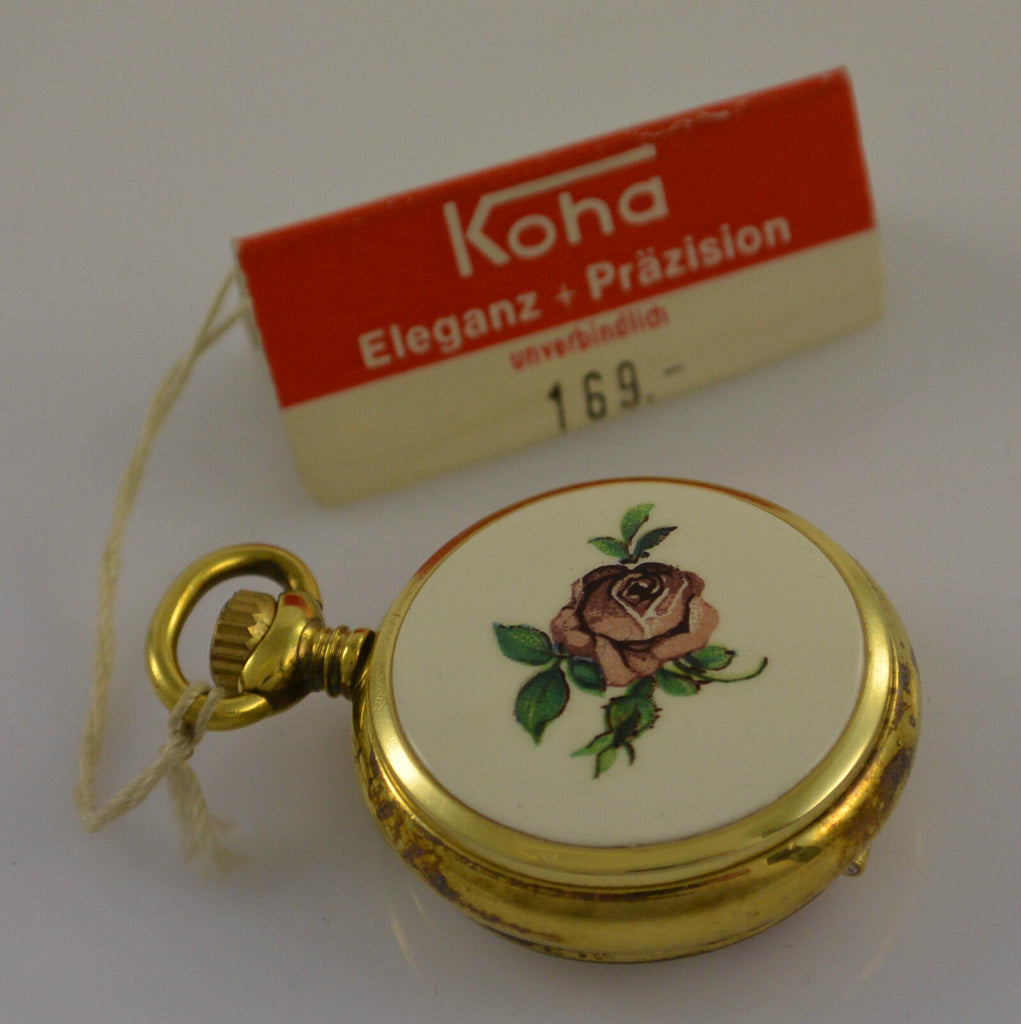 Koha
Eleganz + Präzision
unverbindlich
169.-